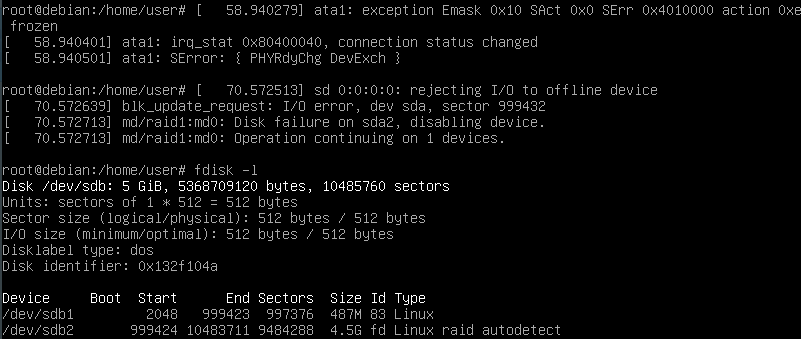 root@debian:/home/user# [   58.940279] ata1: exception Emask 0x10 SAct 0x0 SErr 0x4010000 action 0xe
 frozen
[   58.940401] ata1: irq_stat 0x80400040, connection status changed
[   58.940501] ata1: SError: { PHYRdyChg DevExch }
root@debian:/home/user# [   70.572513] sd 0:0:0:0: rejecting I/O to offline device
[   70.572639] blk_update_request: I/O error, dev sda, sector 999432
[   70.572713] md/raid1:md0: Disk failure on sda2, disabling device.
[   70.572713] md/raid1:md0: Operation continuing on 1 devices.
root@debian:/home/user# fdisk -l
Disk /dev/sdb: 5 GiB, 5368709120 bytes, 10485760 sectors
Units: sectors of 1 * 512 = 512 bytes
Sector size (logical/physical): 512 bytes / 512 bytes
I/O size (minimum/optimal): 512 bytes / 512 bytes
Disklabel type: dos
Disk identifier: 0x132f104a
Device     Boot  Start      End Sectors  Size Id Type
/dev/sdb1         2048   999423  997376  487M 83 Linux
/dev/sdb2       999424 10483711 9484288  4.5G fd Linux raid autodetect